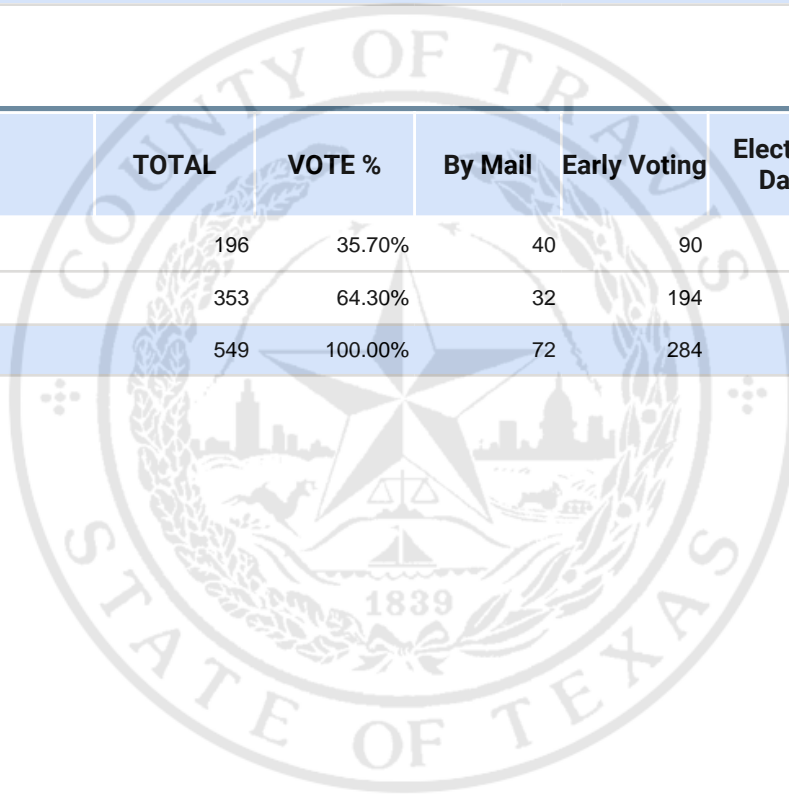 COUNTY OF TRAVIS
TOTAL VOTE % By Mail Early Voting
196 35.70% 40 90
353 64.30% 32 194
549 100.00% 72 284
1839
STATE OF TEXAS